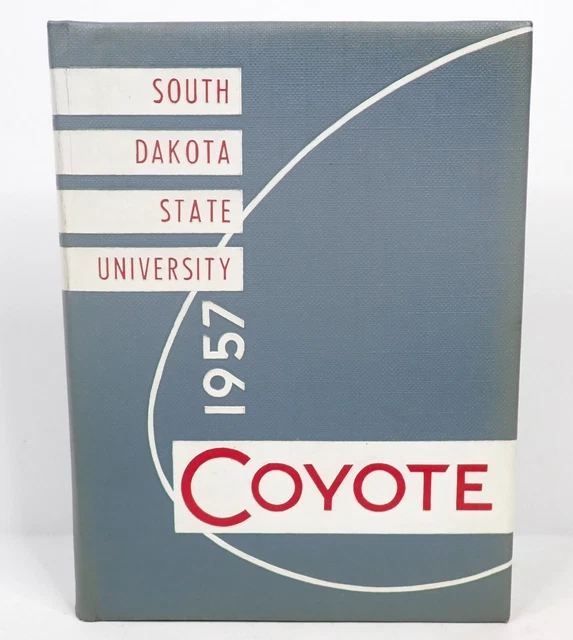 SOUTH
DAKOTA
STATE
UNIVERSITY
1957
COYOTE